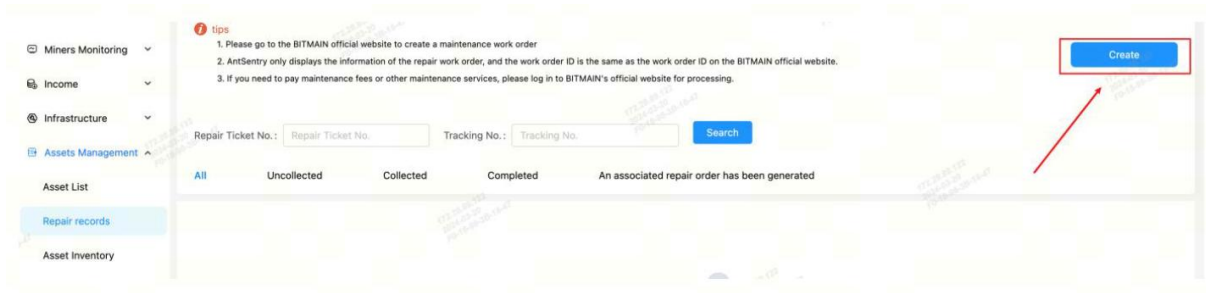 tips
1. Please go to the BITMAIN official website to create a maintenance work order
2. AntSentry only displays the information of the repair work order, and the work order ID is the same as the work order ID on the BITMAIN official website.
3. If you need to pay maintenance fees or other maintenance services, please log in to BITMAIN's official website for processing.
Create
Miners Monitoring
Income
Infrastructure
Assets Management
Asset List
Repair records
Asset Inventory
Repair Ticket No. : Repair Ticket No. Tracking No. : Tracking No. Search
All Uncollected Collected Completed An associated repair order has been generated